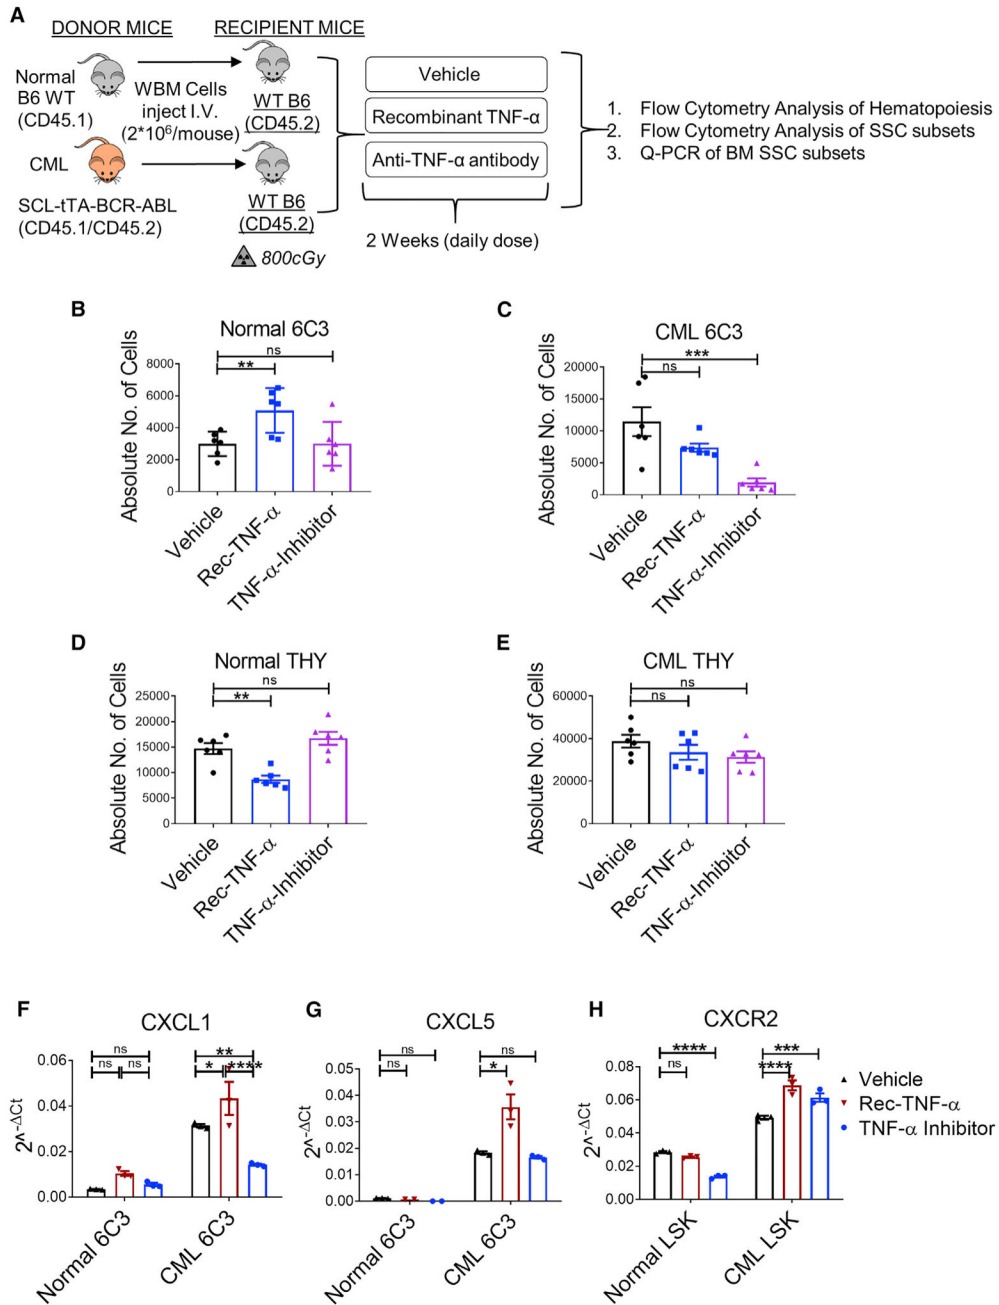 A
DONOR MICE
RECIPIENT MICE
Normal
B6 WT
(CD45.1)
WBM Cells
inject I.V.
(2*10⁶/mouse)
WT B6
(CD45.2)
CML
SCL-tTA-BCR-ABL
(CD45.1/CD45.2)
WT B6
(CD45.2)
800cGy
Vehicle
Recombinant TNF-α
Anti-TNF-α antibody
2 Weeks (daily dose)
1. Flow Cytometry Analysis of Hematopoiesis
2. Flow Cytometry Analysis of SSC subsets
3. Q-PCR of BM SSC subsets
B
Normal 6C3
Absolute No. of Cells
8000
6000
4000
2000
0
ns
**
Vehicle
Rec-TNF-α
TNF-α-Inhibitor
C
CML 6C3
Absolute No. of Cells
20000
15000
10000
5000
0
***
ns
Vehicle
Rec-TNF-α
TNF-α-Inhibitor
D
Normal THY
Absolute No. of Cells
25000
20000
15000
10000
5000
0
ns
**
Vehicle
Rec-TNF-α
TNF-α-Inhibitor
E
CML THY
Absolute No. of Cells
60000
40000
20000
0
ns
ns
Vehicle
Rec-TNF-α
TNF-α-Inhibitor
F
CXCL1
2^-ΔCt
0.06
0.04
0.02
0.00
ns
ns
ns
**
*
****
Normal 6C3
CML 6C3
G
CXCL5
2^-ΔCt
0.05
0.04
0.03
0.02
0.01
0.00
ns
ns
ns
*
Normal 6C3
CML 6C3
H
CXCR2
2^-ΔCt
0.08
0.06
0.04
0.02
0.00
****
ns
***
****
Normal LSK
CML LSK
Vehicle
Rec-TNF-α
TNF-α Inhibitor